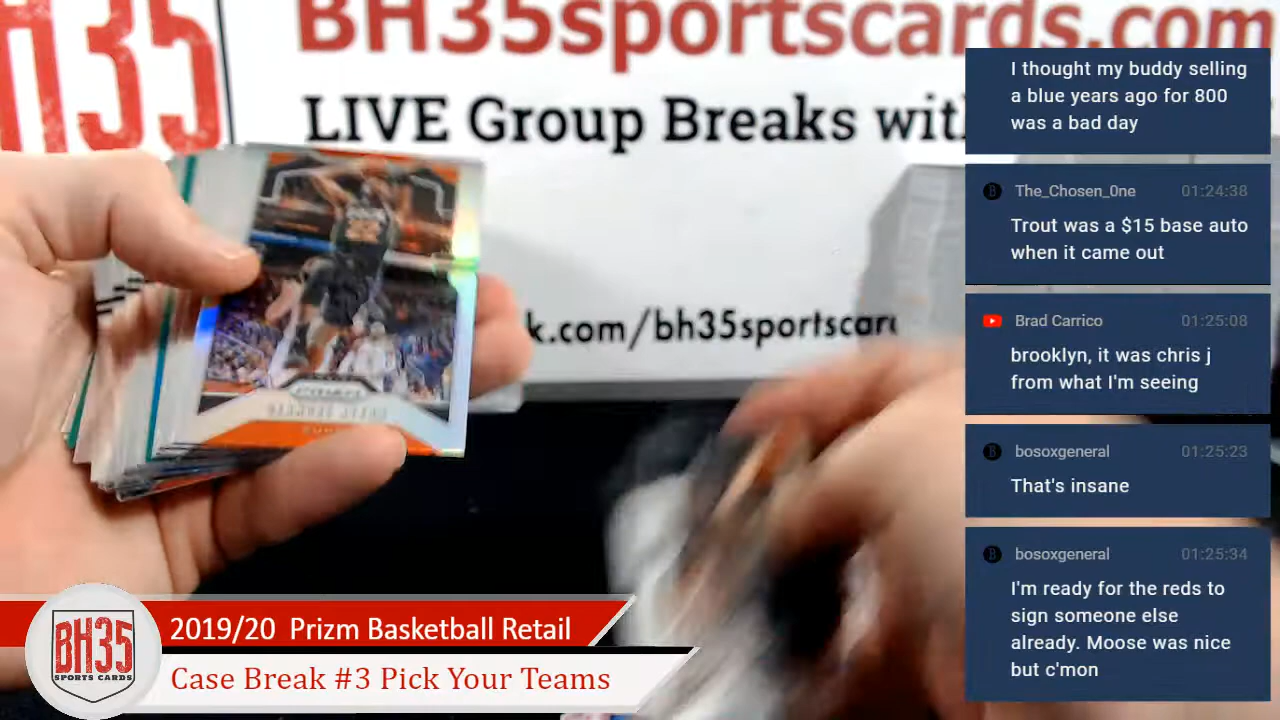 H35
BH35sportscards.com
LIVE Group Breaks with
k.com/bh35sportscar
PRIZM
I thought my buddy selling
a blue years ago for 800
was a bad day
The_Chosen_0ne 01:24:38
Trout was a $15 base auto
when it came out
Brad Carrico 01:25:08
brooklyn, it was chris j
from what I'm seeing
bosoxgeneral 01:25:23
That's insane
bosoxgeneral 01:25:34
I'm ready for the reds to
sign someone else
already. Moose was nice
but c'mon
BH35
SPORTS CARDS
2019/20 Prizm Basketball Retail
Case Break #3 Pick Your Teams